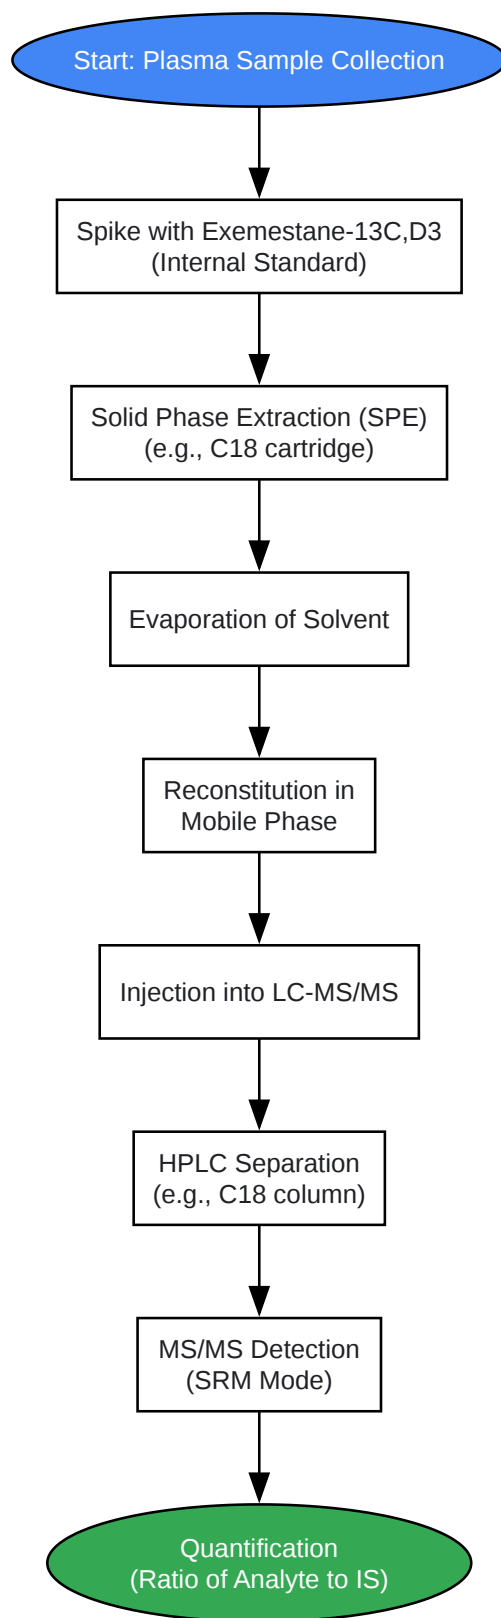 Start: Plasma Sample Collection
Spike with Exemestane-13C,D3
(Internal Standard)
Solid Phase Extraction (SPE)
(e.g., C18 cartridge)
Evaporation of Solvent
Reconstitution in
Mobile Phase
Injection into LC-MS/MS
HPLC Separation
(e.g., C18 column)
MS/MS Detection
(SRM Mode)
Quantification
(Ratio of Analyte to IS)